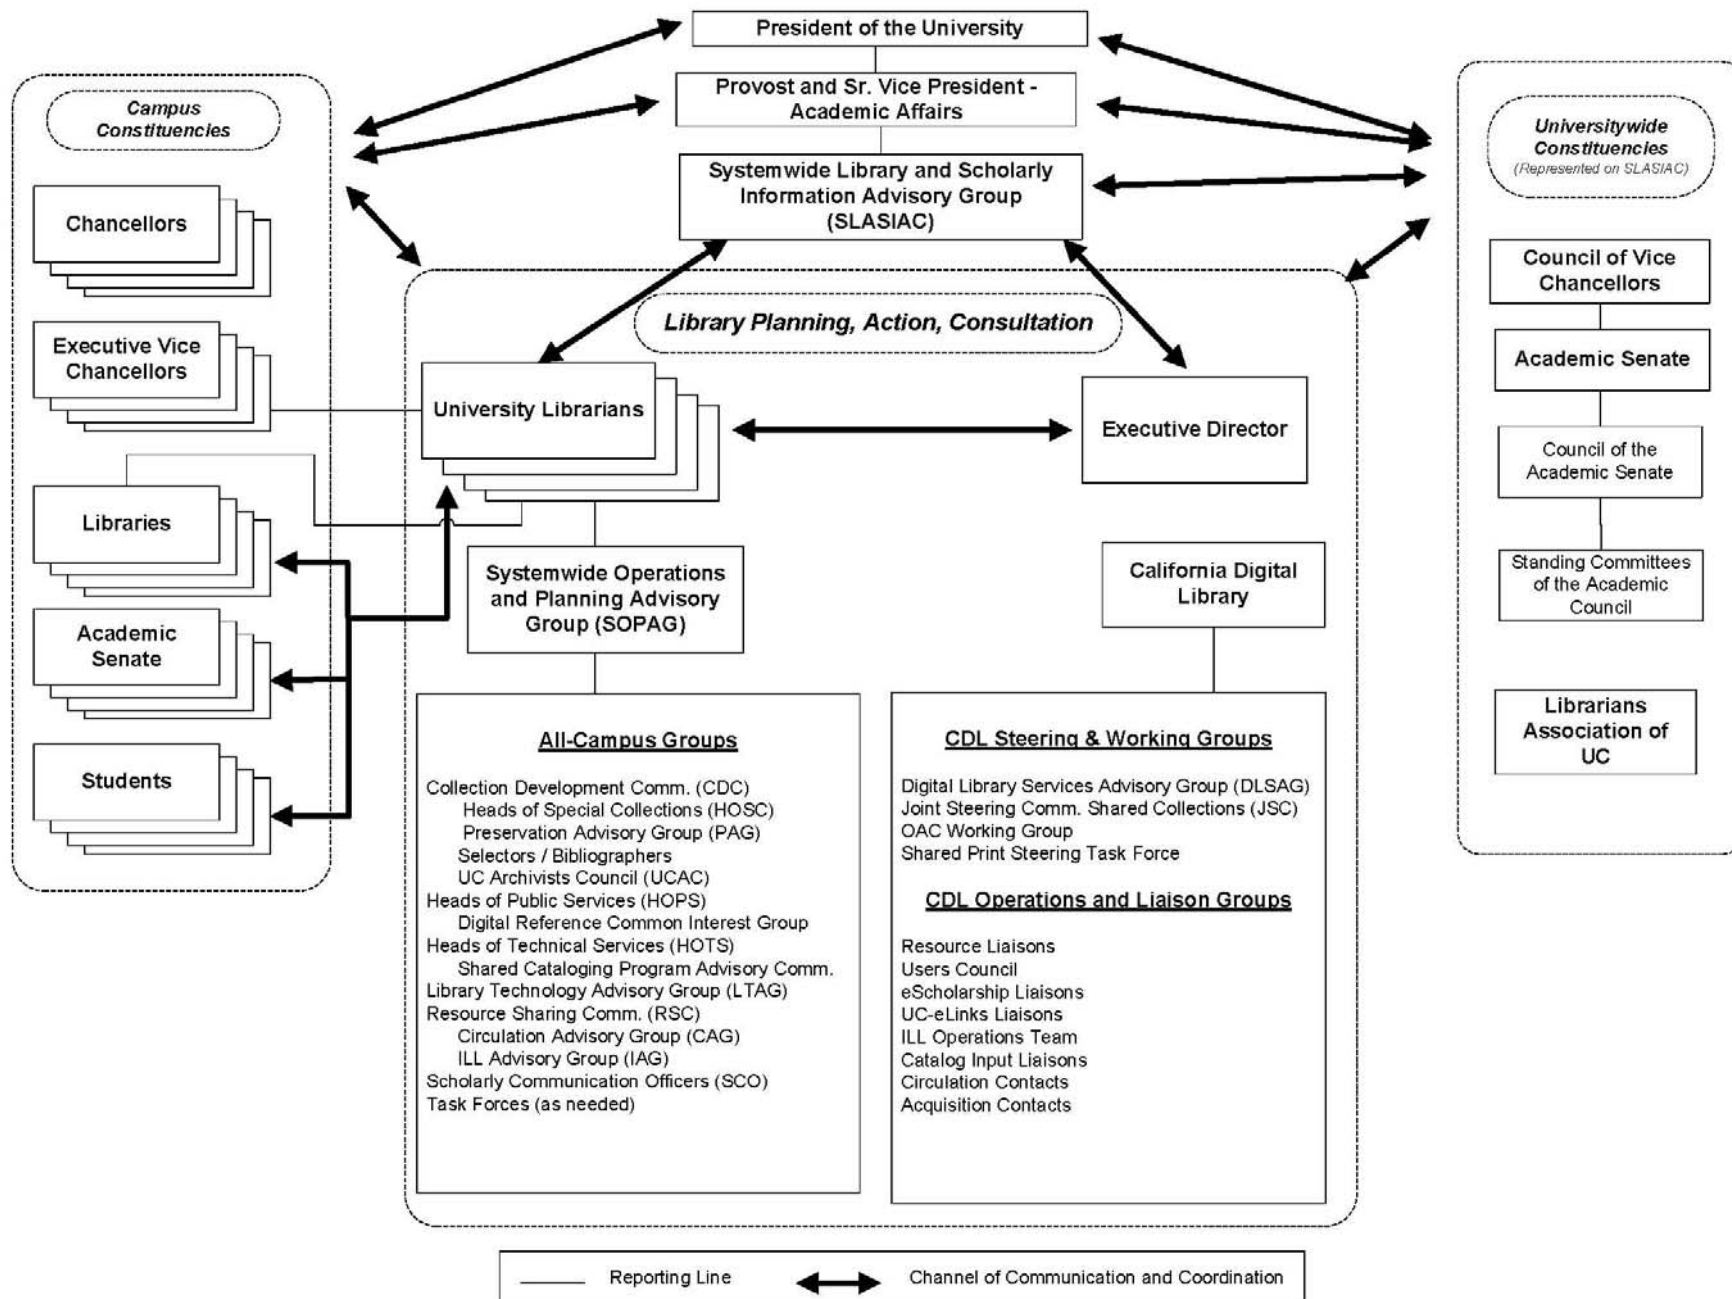 President of the University
Provost and Sr. Vice President -
Academic Affairs
Systemwide Library and Scholarly
Information Advisory Group
(SLASIAC)
Campus
Constituencies
Chancellors
Executive Vice
Chancellors
Libraries
Academic
Senate
Students
Library Planning, Action, Consultation
University Librarians
Executive Director
Systemwide Operations
and Planning Advisory
Group (SOPAG)
California Digital
Library
All-Campus Groups
Collection Development Comm. (CDC)
Heads of Special Collections (HOSC)
Preservation Advisory Group (PAG)
Selectors / Bibliographers
UC Archivists Council (UCAC)
Heads of Public Services (HOPS)
Digital Reference Common Interest Group
Heads of Technical Services (HOTS)
Shared Cataloging Program Advisory Comm.
Library Technology Advisory Group (LTAG)
Resource Sharing Comm. (RSC)
Circulation Advisory Group (CAG)
ILL Advisory Group (IAG)
Scholarly Communication Officers (SCO)
Task Forces (as needed)
CDL Steering & Working Groups
Digital Library Services Advisory Group (DLSAG)
Joint Steering Comm. Shared Collections (JSC)
OAC Working Group
Shared Print Steering Task Force
CDL Operations and Liaison Groups
Resource Liaisons
Users Council
eScholarship Liaisons
UC-eLinks Liaisons
ILL Operations Team
Catalog Input Liaisons
Circulation Contacts
Acquisition Contacts
Universitywide
Constituencies
(Represented on SLASIAC)
Council of Vice
Chancellors
Academic Senate
Council of the
Academic Senate
Standing Committees
of the Academic
Council
Librarians
Association of
UC
Reporting Line
Channel of Communication and Coordination